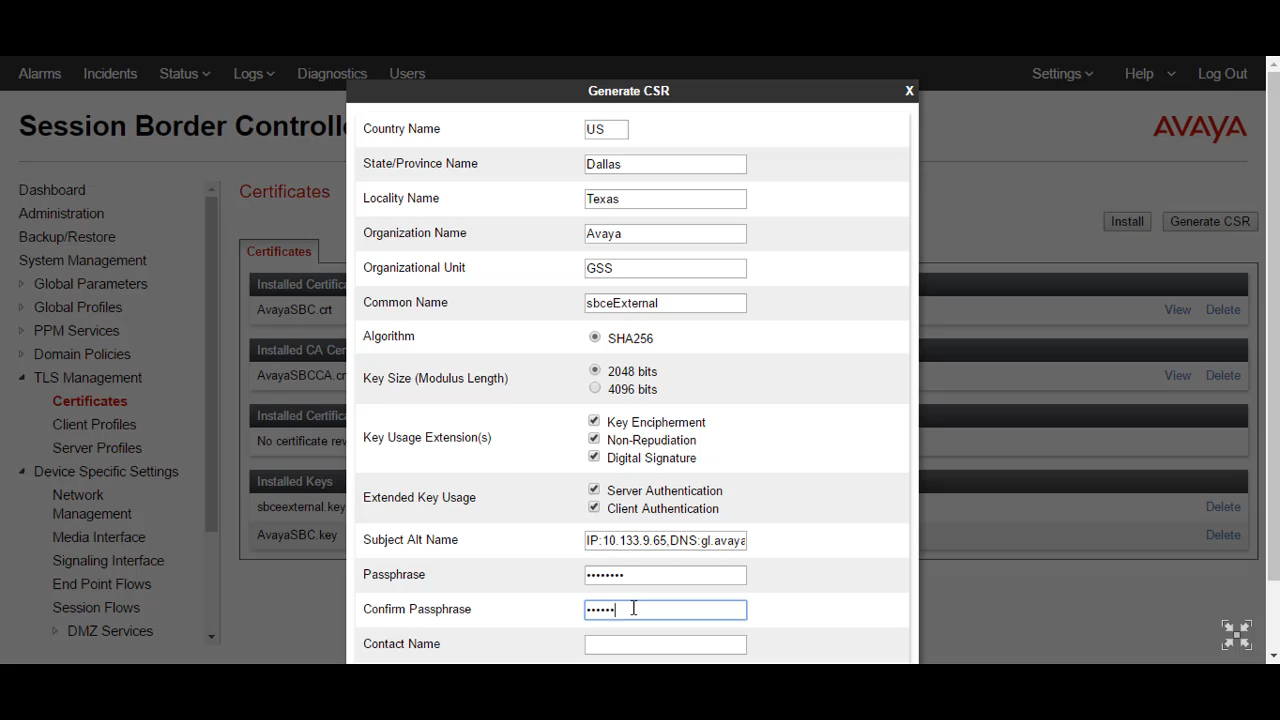 Alarms Incidents Status Logs Diagnostics Users Settings Help Log Out
Generate CSR X
Session Border Controlle
AVAYA
Dashboard
Administration
Backup/Restore
System Management
Global Parameters
Global Profiles
PPM Services
Domain Policies
TLS Management
Certificates
Client Profiles
Server Profiles
Device Specific Settings
Network
Management
Media Interface
Signaling Interface
End Point Flows
Session Flows
DMZ Services
Certificates
Install Generate CSR
Certificates
Installed Certifica
AvayaSBC.crt View Delete
Installed CA Cer
AvayaSBCCA.cr View Delete
Installed Certifica
No certificate rev
Installed Keys
sbceexternal.key Delete
AvayaSBC.key Delete
Country Name US
State/Province Name Dallas
Locality Name Texas
Organization Name Avaya
Organizational Unit GSS
Common Name sbceExternal
Algorithm SHA256
Key Size (Modulus Length) 2048 bits
4096 bits
Key Usage Extension(s) Key Encipherment
Non-Repudiation
Digital Signature
Extended Key Usage Server Authentication
Client Authentication
Subject Alt Name IP:10.133.9.65,DNS:gl.avaya
Passphrase ••••••••
Confirm Passphrase ••••••
Contact Name